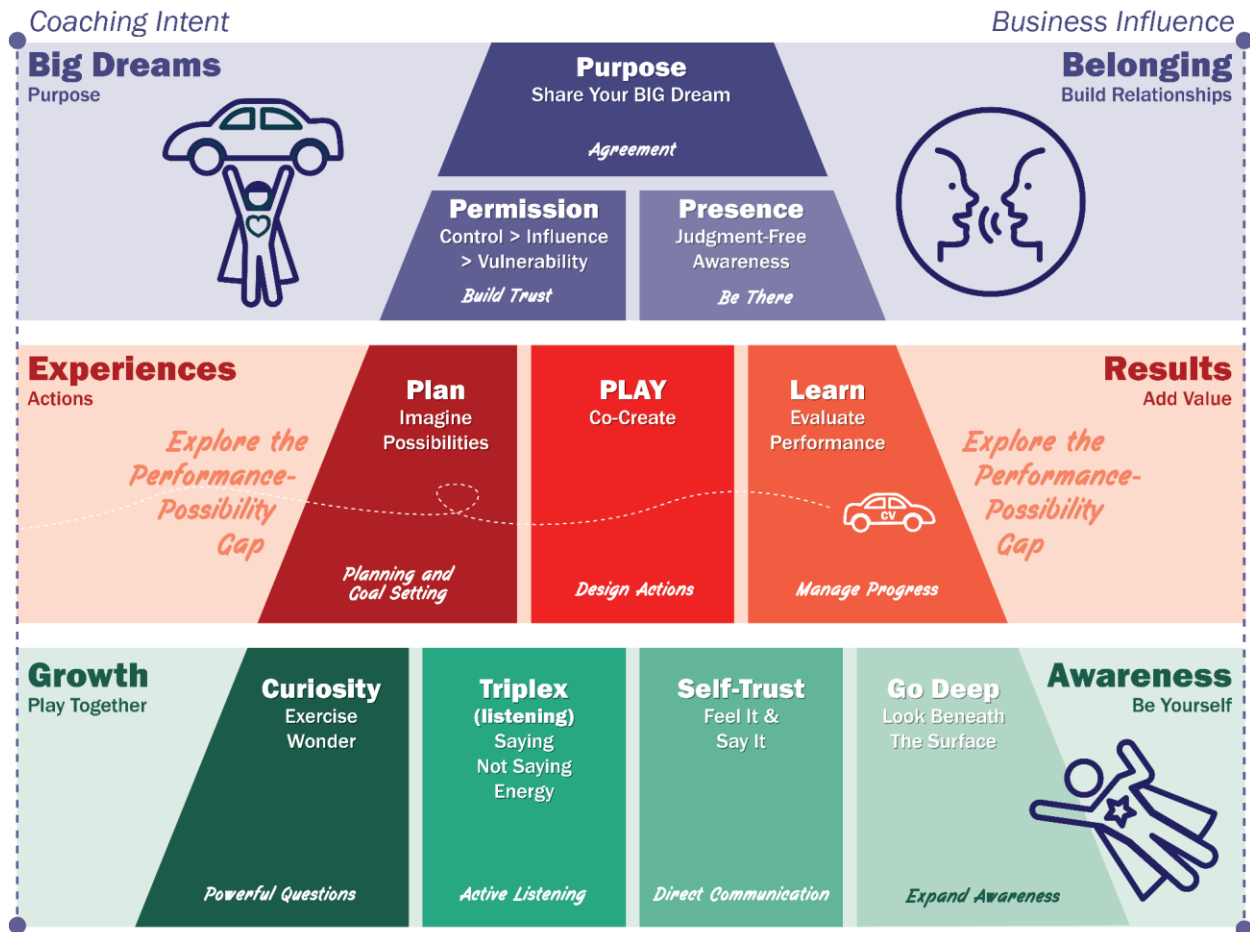 Coaching Intent
Business Influence
Big Dreams
Purpose
Purpose
Share Your BIG Dream
Agreement
Belonging
Build Relationships
Permission
Control > Influence
> Vulnerability
Build Trust
Presence
Judgment-Free
Awareness
Be There
Experiences
Actions
Explore the
Performance-
Possibility
Gap
Plan
Imagine
Possibilities
Planning and
Goal Setting
PLAY
Co-Create
Design Actions
Learn
Evaluate
Performance
CV
Manage Progress
Results
Add Value
Explore the
Performance-
Possibility
Gap
Growth
Play Together
Curiosity
Exercise
Wonder
Powerful Questions
Triplex
(listening)
Saying
Not Saying
Energy
Active Listening
Self-Trust
Feel It &
Say It
Direct Communication
Go Deep
Look Beneath
The Surface
Expand Awareness
Awareness
Be Yourself